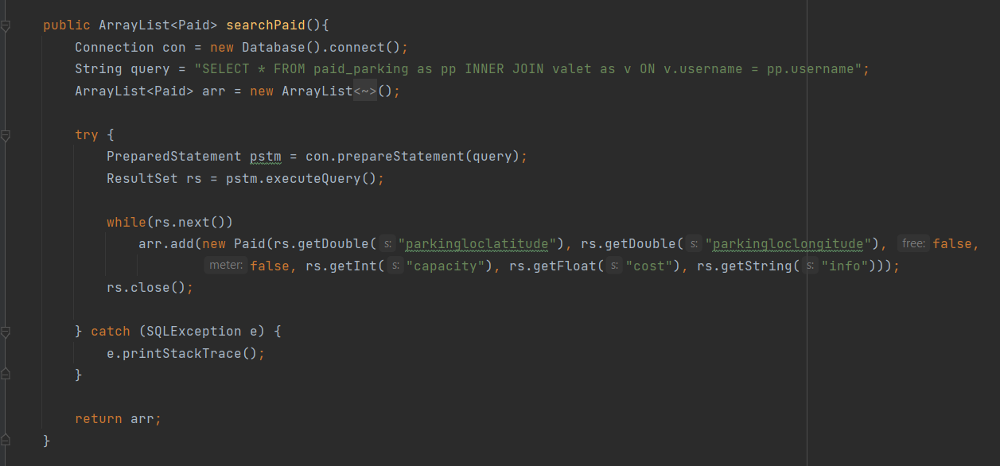 public ArrayList<Paid> searchPaid(){
Connection con = new Database().connect();
String query = "SELECT * FROM paid_parking as pp INNER JOIN valet as v ON v.username = pp.username";
ArrayList<Paid> arr = new ArrayList<~>();
try {
PreparedStatement pstm = con.prepareStatement(query);
ResultSet rs = pstm.executeQuery();
while(rs.next())
arr.add(new Paid(rs.getDouble( s: "parkingloclatitude"), rs.getDouble( s: "parkingloclongitude"), free: false,
meter: false, rs.getInt( s: "capacity"), rs.getFloat( s: "cost"), rs.getString( s: "info")));
rs.close();
} catch (SQLException e) {
e.printStackTrace();
}
return arr;
}